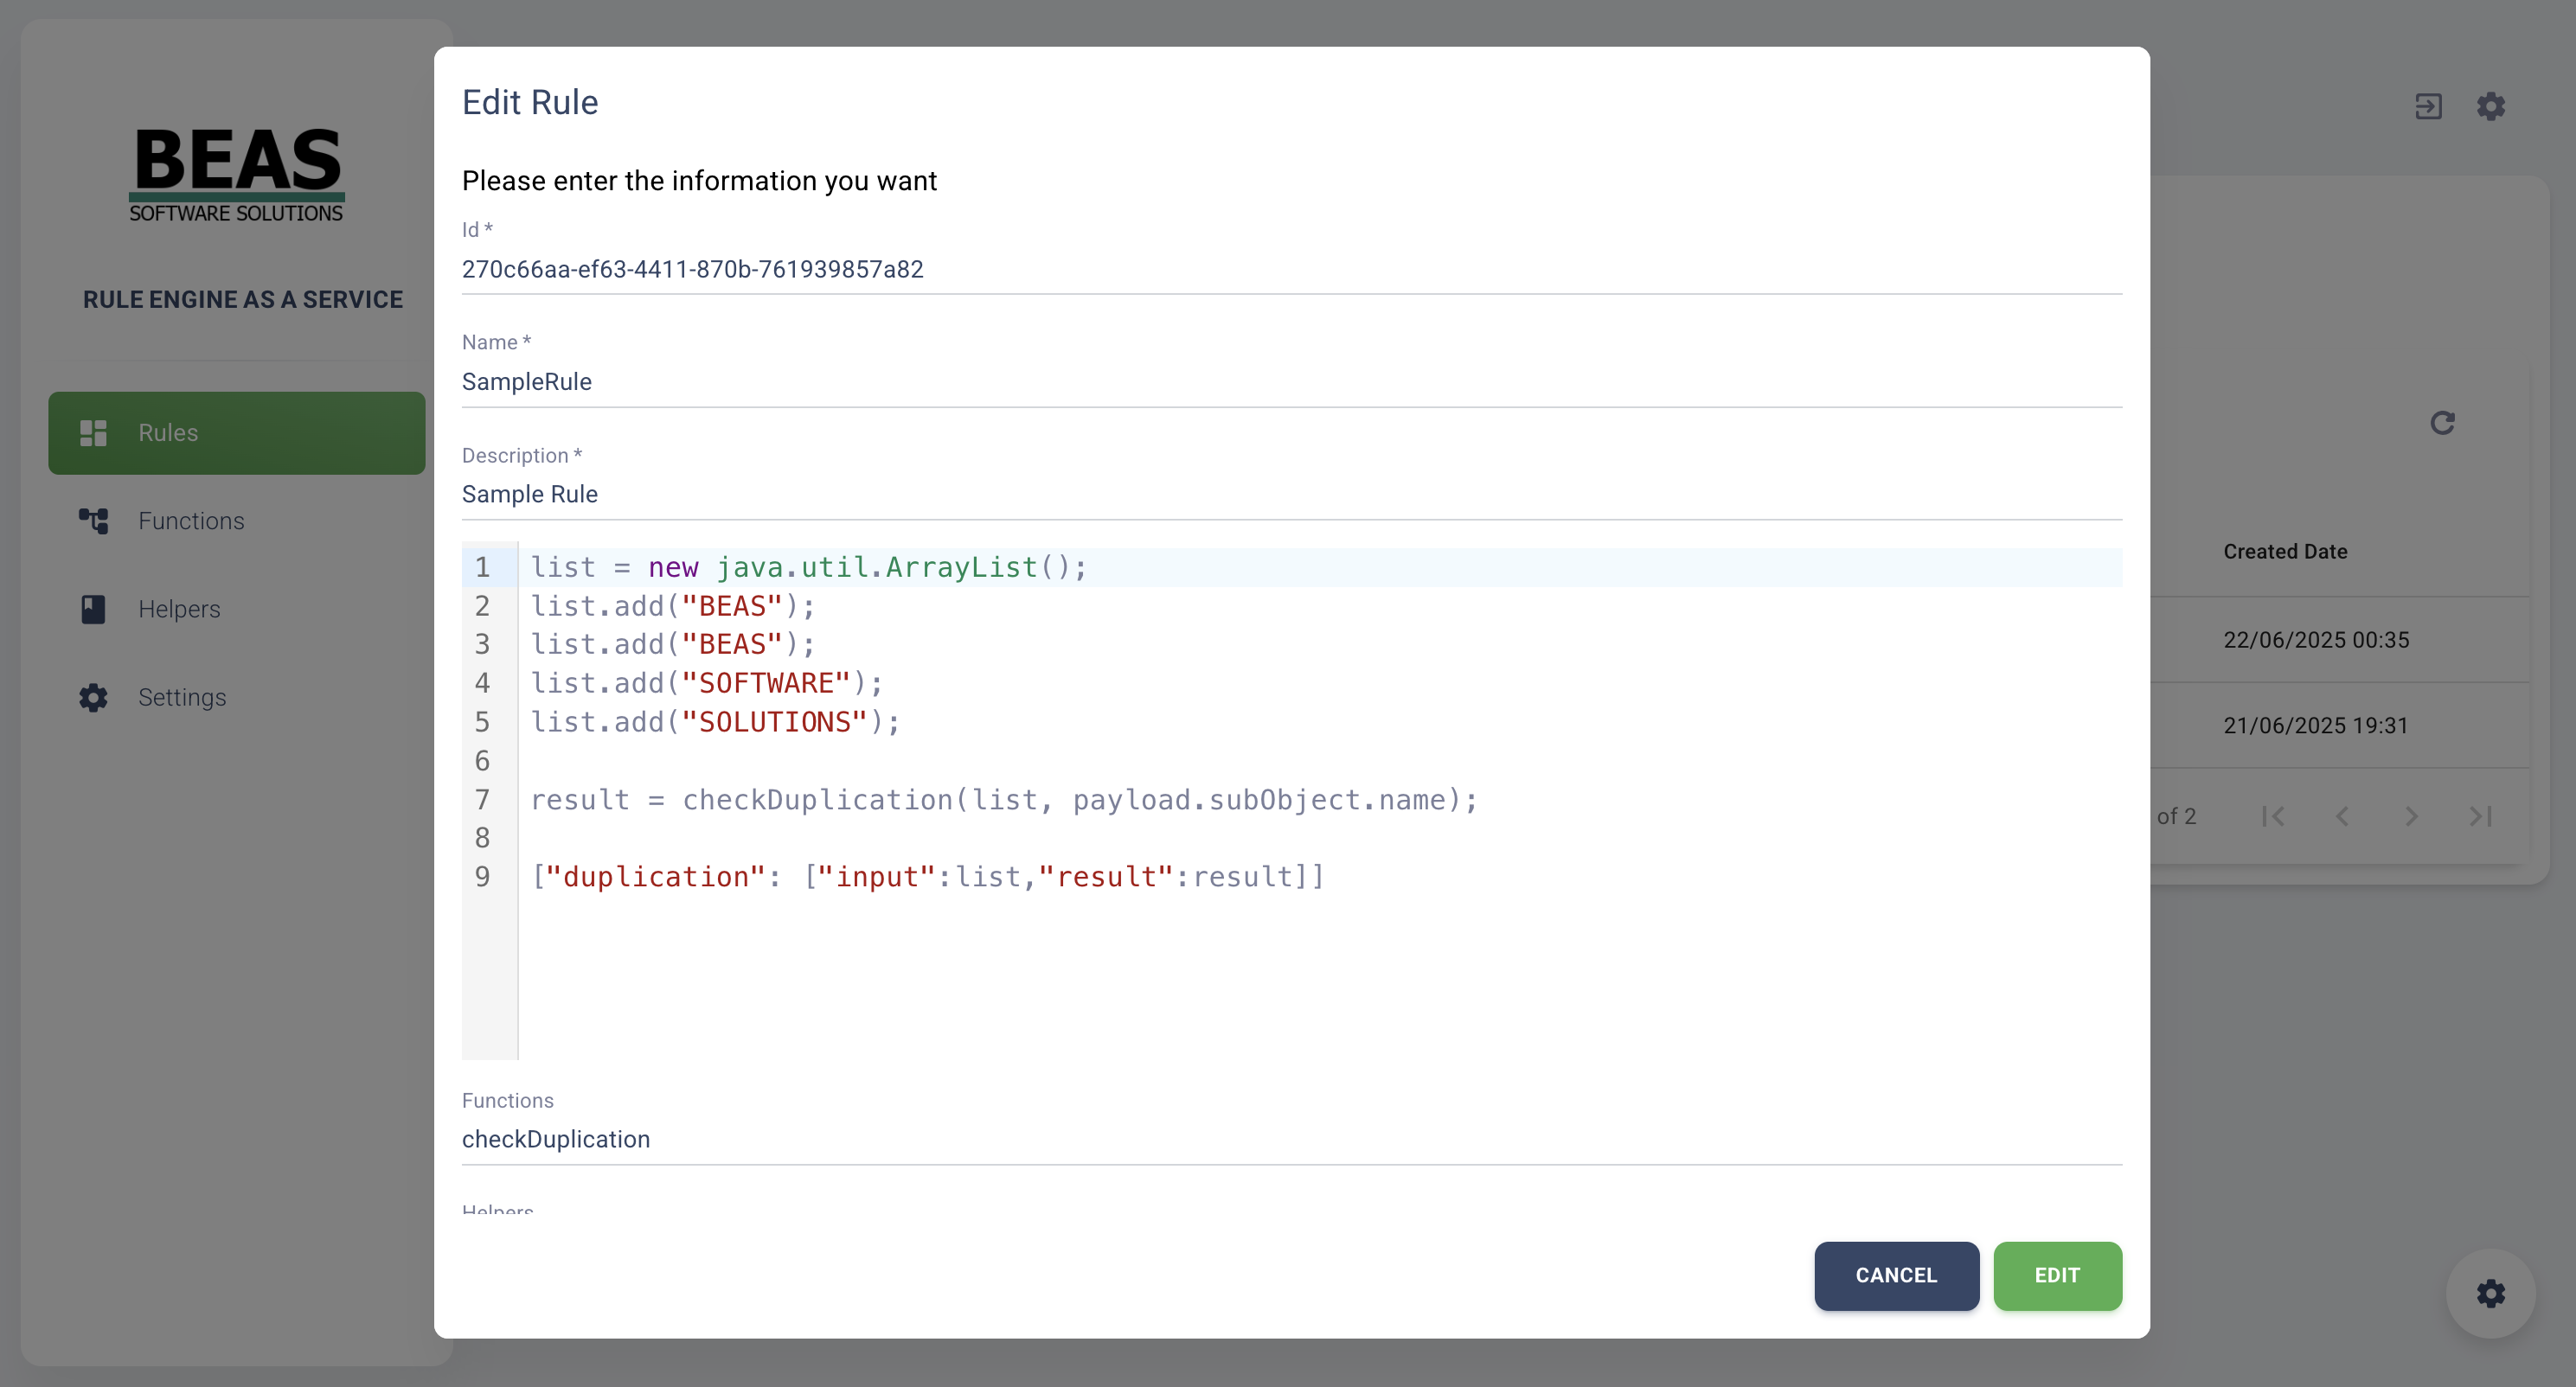 BEAS
SOFTWARE SOLUTIONS
RULE ENGINE AS A SERVICE
Rules
Functions
Helpers
Settings
Edit Rule
Please enter the information you want
Id *
270c66aa-ef63-4411-870b-761939857a82
Name *
SampleRule
Description *
Sample Rule
1 list = new java.util.ArrayList();
2 list.add("BEAS");
3 list.add("BEAS");
4 list.add("SOFTWARE");
5 list.add("SOLUTIONS");
6
7 result = checkDuplication(list, payload.subObject.name);
8
9 ["duplication": ["input":list,"result":result]]
Functions
checkDuplication
Helpers
CANCEL
EDIT
Created Date
22/06/2025 00:35
21/06/2025 19:31
of 2